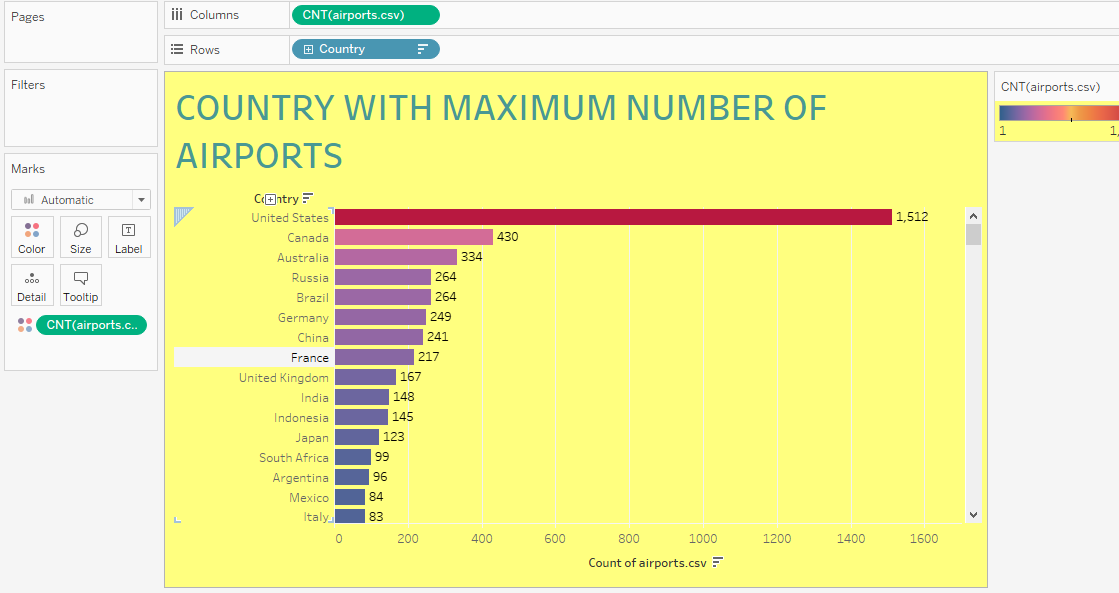 Pages
Columns
CNT(airports.csv)
Rows
Country
Filters
Marks
Automatic
Color
Size
Label
Detail
Tooltip
CNT(airports.c..
COUNTRY WITH MAXIMUM NUMBER OF
AIRPORTS
Country
United States 1,512
Canada 430
Australia 334
Russia 264
Brazil 264
Germany 249
China 241
France 217
United Kingdom 167
India 148
Indonesia 145
Japan 123
South Africa 99
Argentina 96
Mexico 84
Italy 83
0 200 400 600 800 1000 1200 1400 1600
Count of airports.csv
CNT(airports.csv)
1 1,